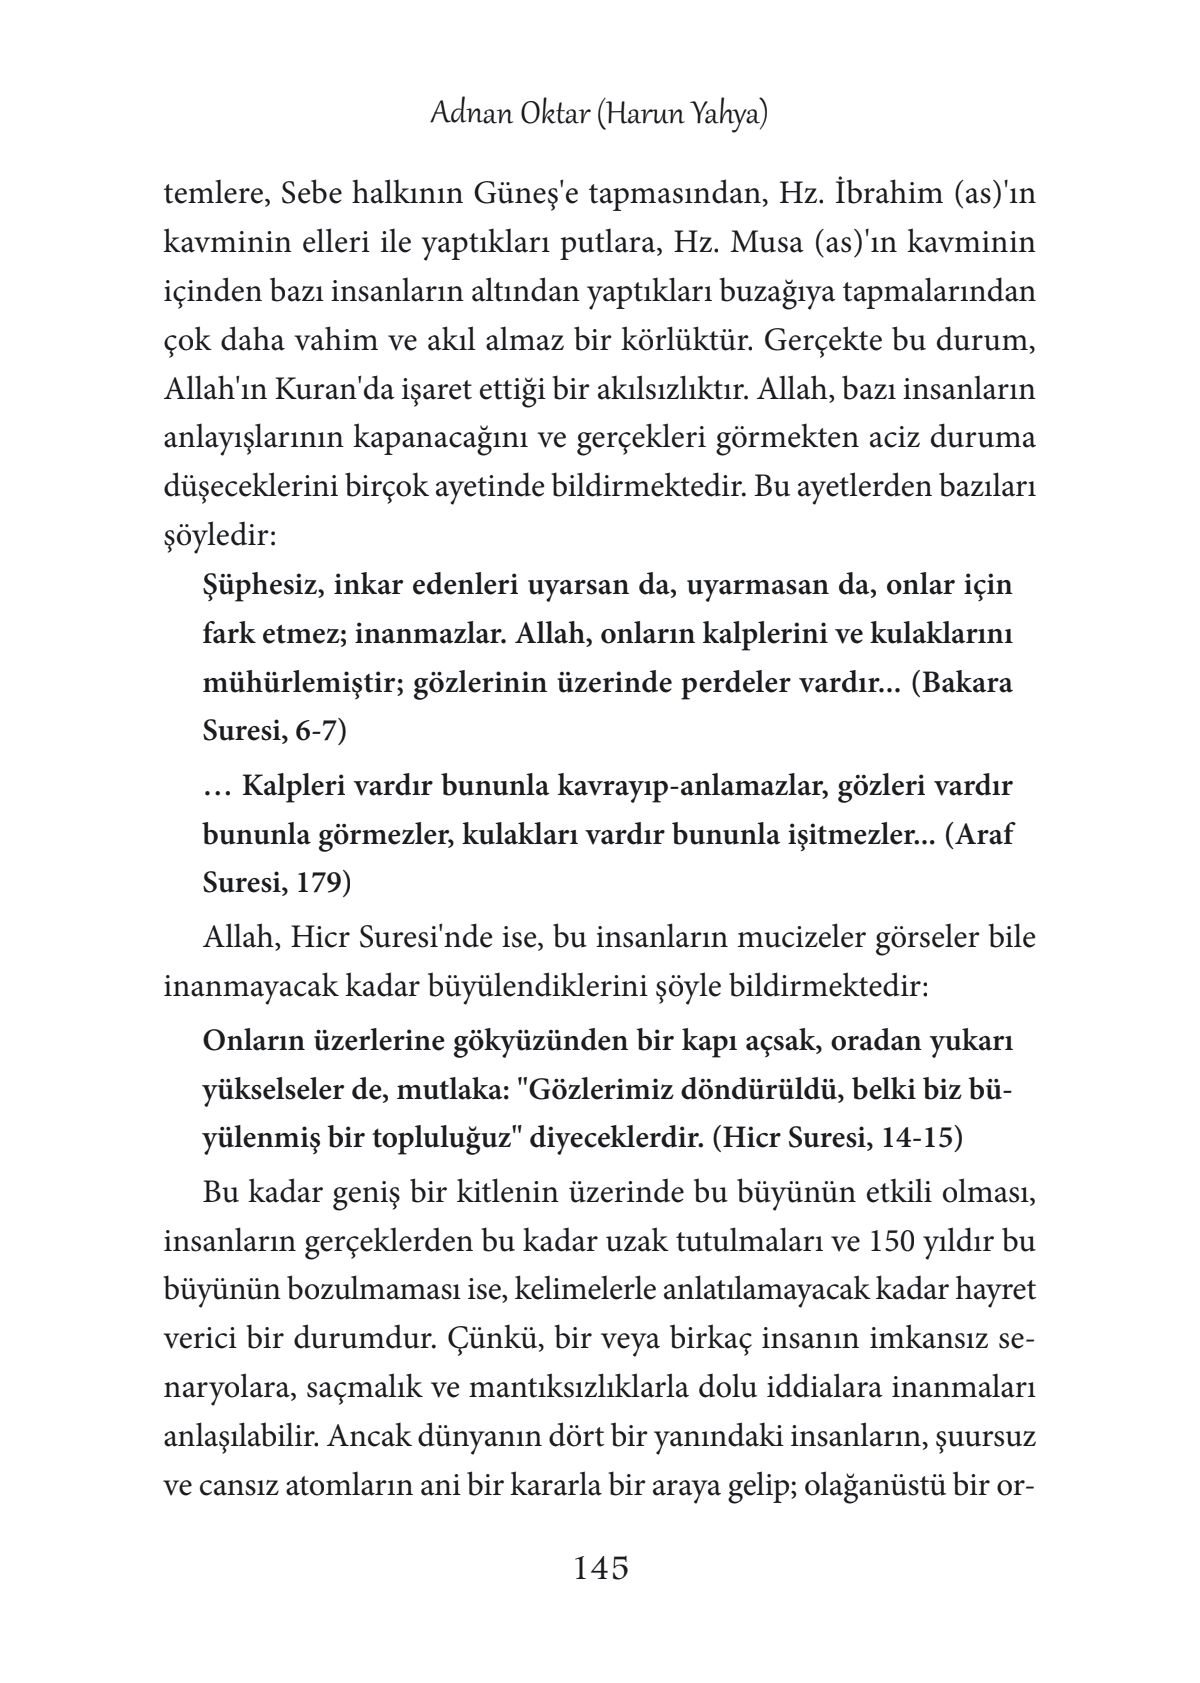 Adnan Oktar (Harun Yahya)
temlere, Sebe halkının Güneş'e tapmasından, Hz. İbrahim (as)'ın
kavminin elleri ile yaptıkları putlara, Hz. Musa (as)'ın kavminin
içinden bazı insanların altından yaptıkları buzağıya tapmalarından
çok daha vahim ve akıl almaz bir körlüktür. Gerçekte bu durum,
Allah'ın Kuran'da işaret ettiği bir akılsızlıktır. Allah, bazı insanların
anlayışlarının kapanacağını ve gerçekleri görmekten aciz duruma
düşeceklerini birçok ayetinde bildirmektedir. Bu ayetlerden bazıları
şöyledir:
Şüphesiz, inkar edenleri uyarsan da, uyarmasan da, onlar için
fark etmez; inanmazlar. Allah, onların kalplerini ve kulaklarını
mühürlemiştir; gözlerinin üzerinde perdeler vardır... (Bakara
Suresi, 6-7)
… Kalpleri vardır bununla kavrayıp-anlamazlar, gözleri vardır
bununla görmezler, kulakları vardır bununla işitmezler... (Araf
Suresi, 179)
Allah, Hicr Suresi'nde ise, bu insanların mucizeler görseler bile
inanmayacak kadar büyülendiklerini şöyle bildirmektedir:
Onların üzerlerine gökyüzünden bir kapı açsak, oradan yukarı
yükselseler de, mutlaka: "Gözlerimiz döndürüldü, belki biz bü-
yülenmiş bir topluluğuz" diyeceklerdir. (Hicr Suresi, 14-15)
Bu kadar geniş bir kitlenin üzerinde bu büyünün etkili olması,
insanların gerçeklerden bu kadar uzak tutulmaları ve 150 yıldır bu
büyünün bozulmaması ise, kelimelerle anlatılamayacak kadar hayret
verici bir durumdur. Çünkü, bir veya birkaç insanın imkansız se-
naryolara, saçmalık ve mantıksızlıklarla dolu iddialara inanmaları
anlaşılabilir. Ancak dünyanın dört bir yanındaki insanların, şuursuz
ve cansız atomların ani bir kararla bir araya gelip; olağanüstü bir or-
145